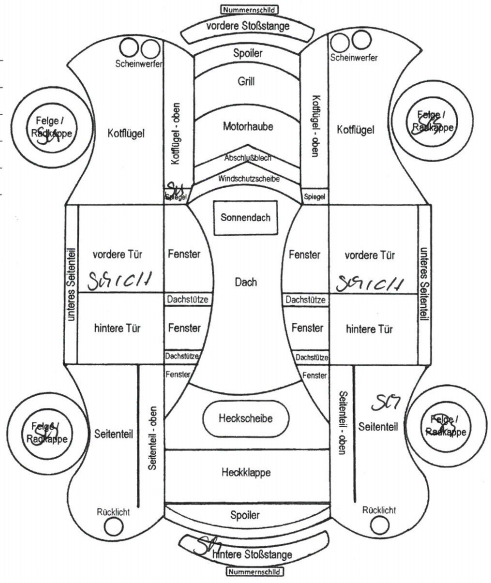 Nummernschild
vordere Stoßstange
Scheinwerfer
Spoiler
Scheinwerfer
Grill
Felge /
Radkappe
Kotflügel
Kotflügel - oben
Motorhaube
Kotflügel - oben
Kotflügel
Felge /
Radkappe
Abschlußblech
Windschutzscheibe
Spiegel
Spiegel
Sonnendach
unteres Seitenteil
vordere Tür
Fenster
Dach
Fenster
vordere Tür
unteres Seitenteil
Dachstütze
Dachstütze
hintere Tür
Fenster
Fenster
hintere Tür
Dachstütze
Dachstütze
Fenster
Fenster
Felge /
Radkappe
Seitenteil
Seitenteil - oben
Heckscheibe
Seitenteil - oben
Seitenteil
Felge /
Radkappe
Heckklappe
Rücklicht
Spoiler
Rücklicht
hintere Stoßstange
Nummernschild